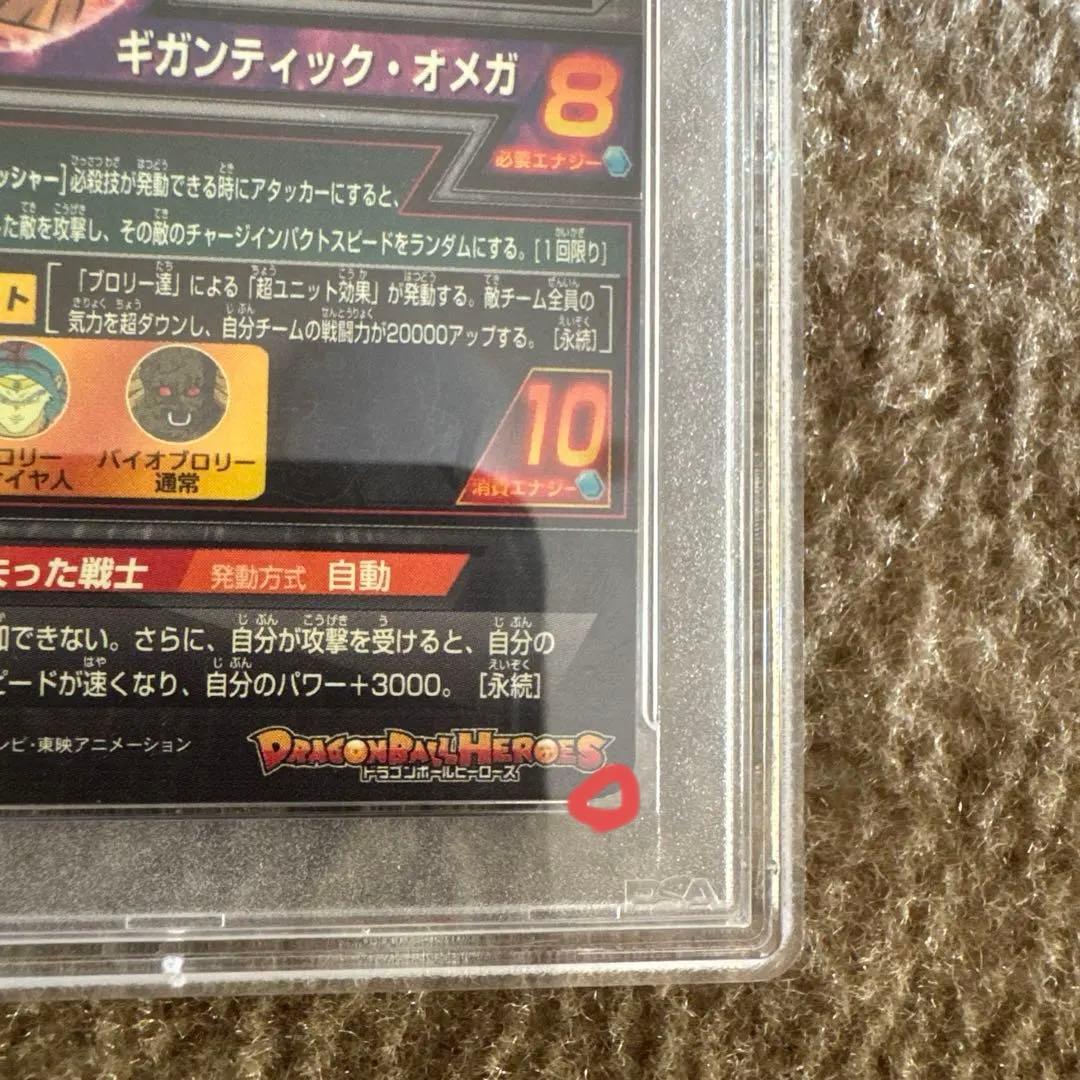 ギガンティック・オメガ
8
必要エナジー
ッシャー]必殺技が発動できる時にアタッカーにすると、
た敵を攻撃し、その敵のチャージインパクトスピードをランダムにする。[1回限り]
ト
「ブロリー達」による「超ユニット効果」が発動する。敵チーム全員の
気力を超ダウンし、自分チームの戦闘力が20000アップする。[永続]
10
消費エナジー
ロリー
イヤ人
バイオブロリー
通常
った戦士
発動方式 自動
できない。さらに、自分が攻撃を受けると、自分の
ピードが速くなり、自分のパワー+3000。[永続]
レビ・東映アニメーション
DRAGONBALL HEROES
ドラゴンボールヒーローズ
PSA